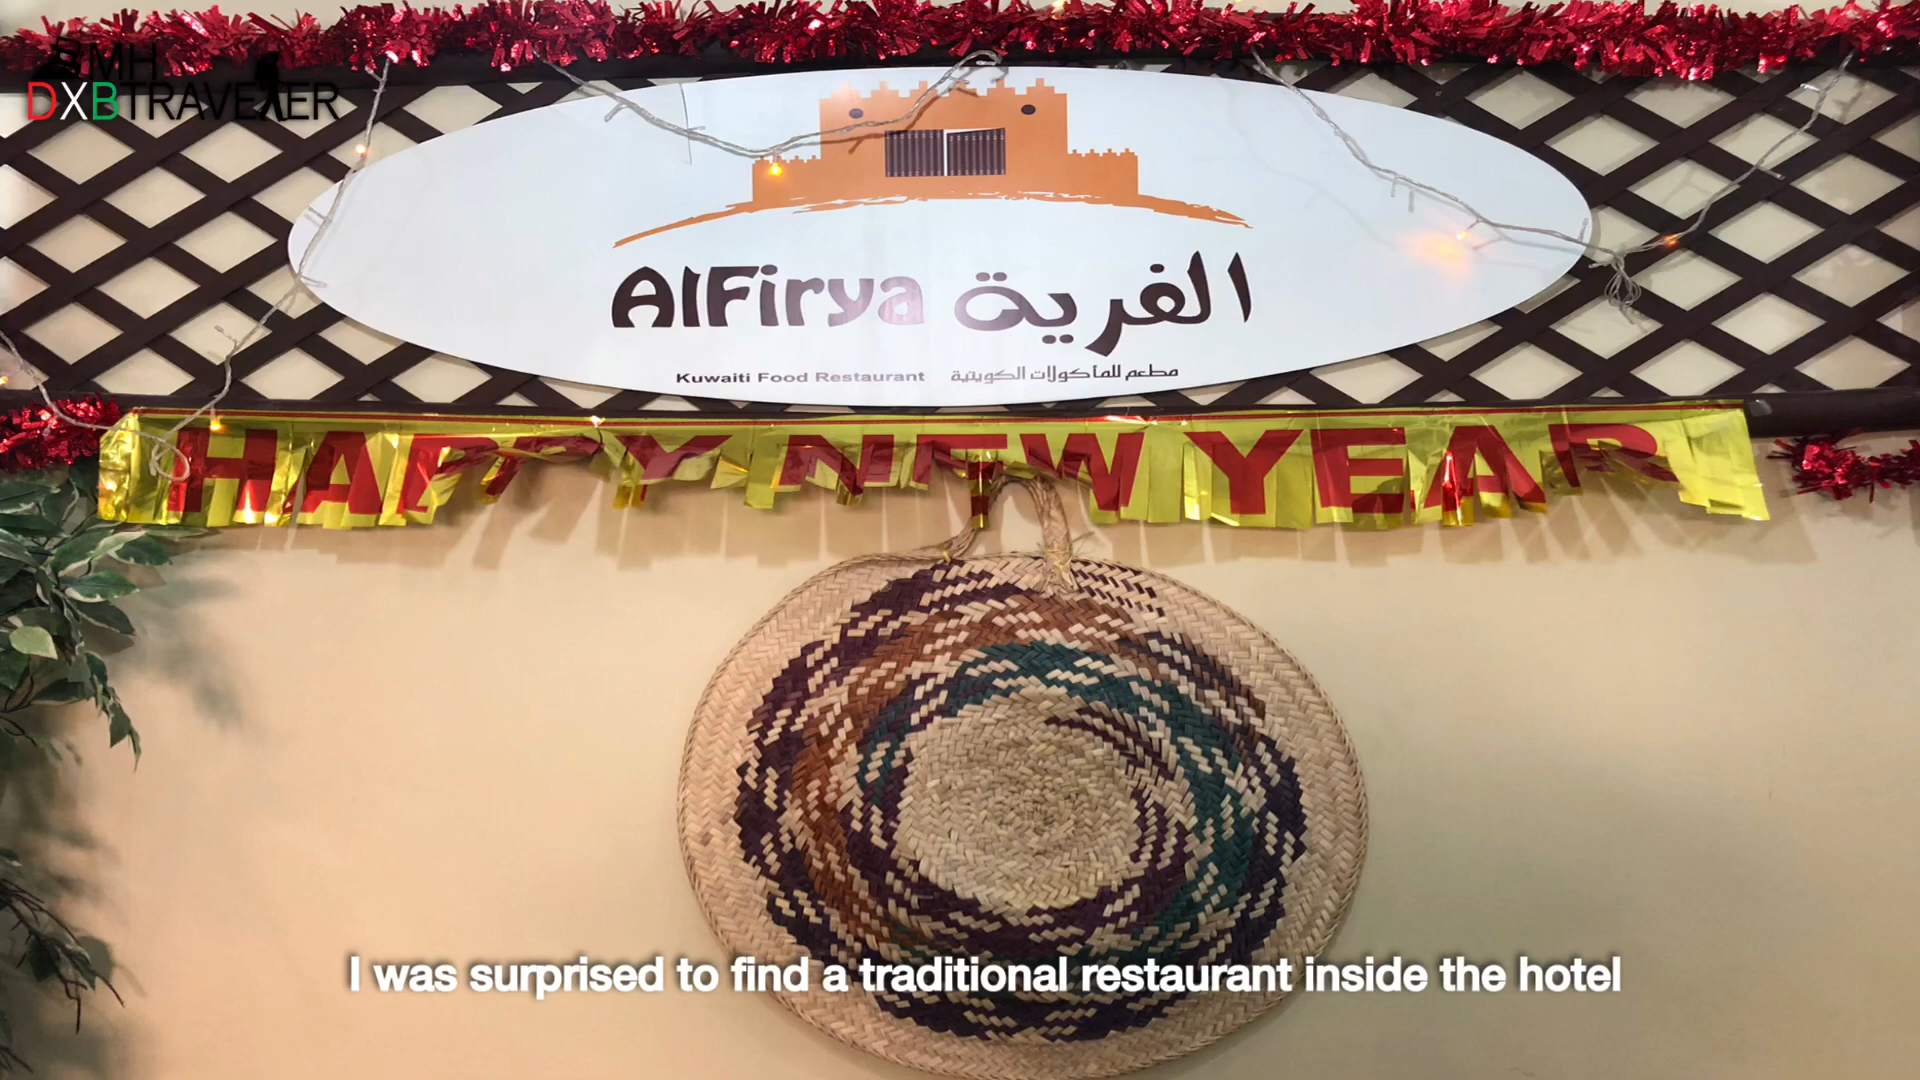 MH
DXBTRAVELER
AlFirya الفرية
Kuwaiti Food Restaurant مطعم للمأكولات الكويتية
HAPPY NEW YEAR
I was surprised to find a traditional restaurant inside the hotel